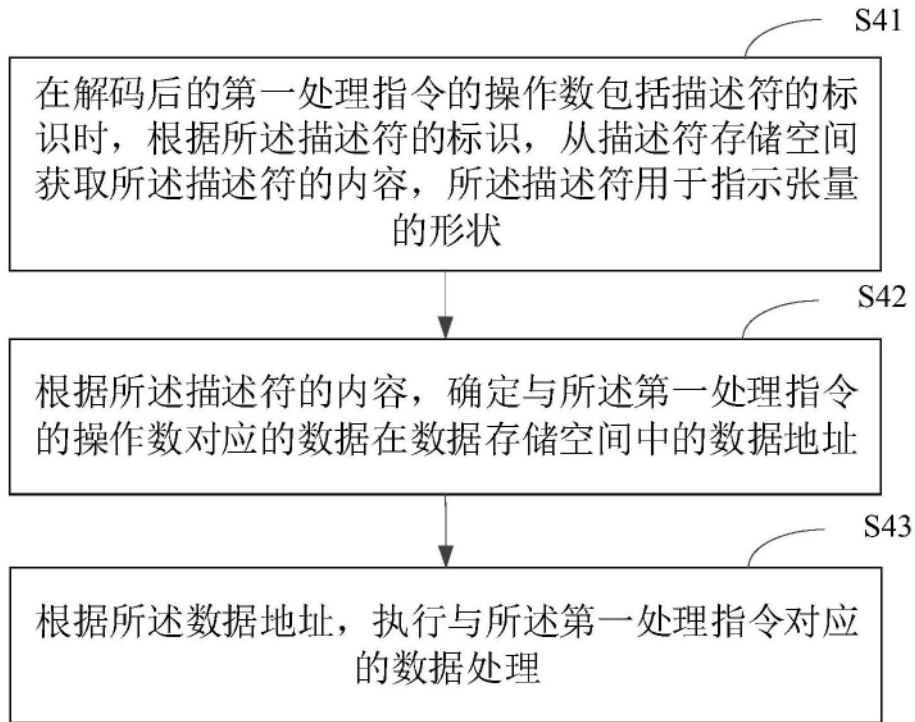 S41
在解码后的第一处理指令的操作数包括描述符的标
识时，根据所述描述符的标识，从描述符存储空间
获取所述描述符的内容，所述描述符用于指示张量
的形状
S42
根据所述描述符的内容，确定与所述第一处理指令
的操作数对应的数据在数据存储空间中的数据地址
S43
根据所述数据地址，执行与所述第一处理指令对应
的数据处理